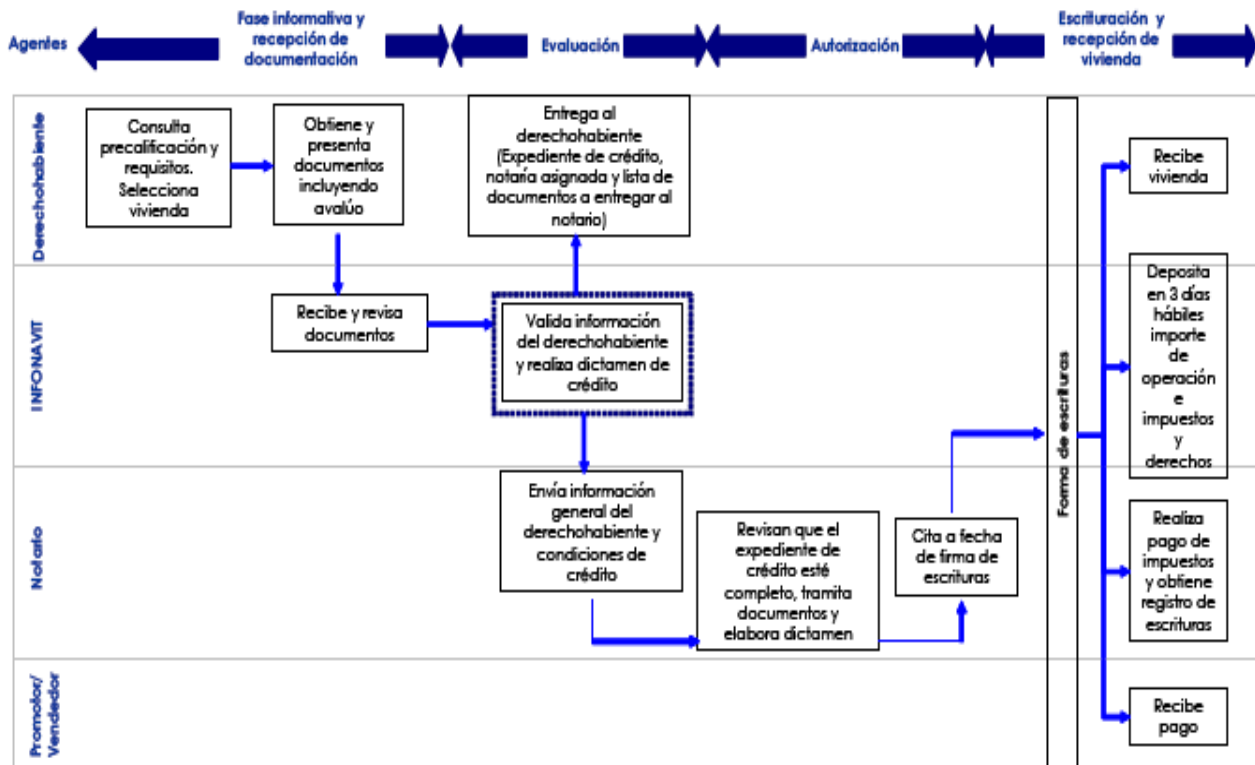 Agentes
Fase informativa y
recepción de
documentación
Evaluación
Autorización
Escrituración y
recepción de
vivienda
Derechohabiente
Consulta
precalificación y
requisitos.
Selecciona
vivienda
Obtiene y
presenta
documentos
incluyendo
avalúo
Entrega al
derechohabiente
(Expediente de crédito,
notaría asignada y lista de
documentos a entregar al
notario)
Recibe
vivienda
INFONAVIT
Recibe y revisa
documentos
Valida información
del derechohabiente
y realiza dictamen de
crédito
Forma de escrituras
Deposita
en 3 días
hábiles
importe
de
operación
e
impuestos
y
derechos
Notario
Envía información
general del
derechohabiente y
condiciones de
crédito
Revisan que el
expediente de
crédito esté
completo, tramita
documentos y
elabora dictamen
Cita a fecha
de firma de
escrituras
Realiza
pago de
impuestos
y obtiene
registro de
escrituras
Promotor/
Vendedor
Recibe
pago